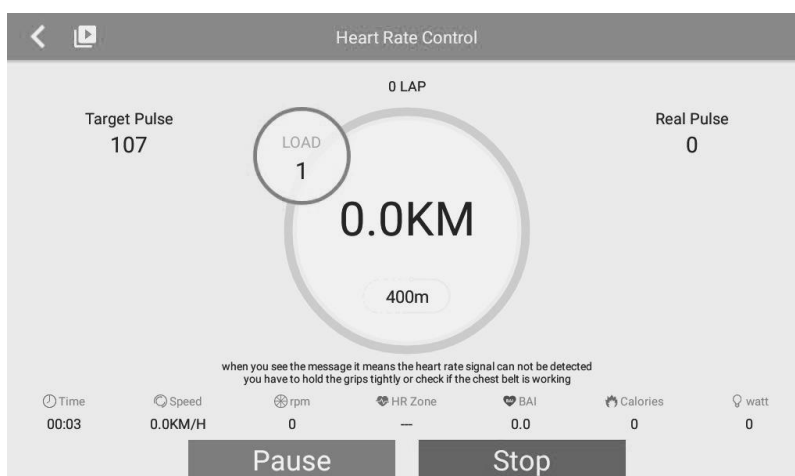 Heart Rate Control
0 LAP
Target Pulse
107
LOAD
1
Real Pulse
0
0.0KM
400m
when you see the message it means the heart rate signal can not be detected
you have to hold the grips tightly or check if the chest belt is working
Time Speed rpm HR Zone BAI Calories watt
00:03 0.0KM/H 0 --- 0.0 0 0
Pause Stop